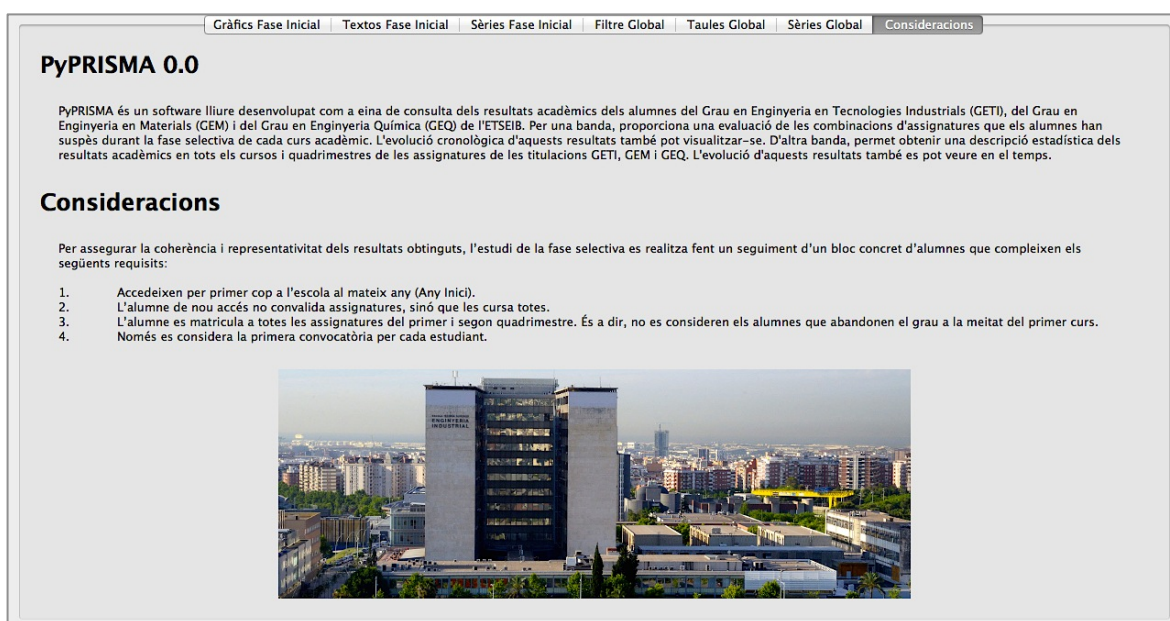 Gràfics Fase Inicial
Textos Fase Inicial
Sèries Fase Inicial
Filtre Global
Taules Global
Sèries Global
Consideracions
PyPRISMA 0.0
PyPRISMA és un software lliure desenvolupat com a eina de consulta dels resultats acadèmics dels alumnes del Grau en Enginyeria en Tecnologies Industrials (GETI), del Grau en
Enginyeria en Materials (GEM) i del Grau en Enginyeria Química (GEQ) de l'ETSEIB. Per una banda, proporciona una evaluació de les combinacions d'assignatures que els alumnes han
suspès durant la fase selectiva de cada curs acadèmic. L'evolució cronològica d'aquests resultats també pot visualitzar-se. D'altra banda, permet obtenir una descripció estadística dels
resultats acadèmics en tots els cursos i quadrimestres de les assignatures de les titulacions GETI, GEM i GEQ. L'evolució d'aquests resultats també es pot veure en el temps.
Consideracions
Per assegurar la coherència i representativitat dels resultats obtinguts, l'estudi de la fase selectiva es realitza fent un seguiment d'un bloc concret d'alumnes que compleixen els
següents requisits:
1. Accedeixen per primer cop a l'escola al mateix any (Any Inici).
2. L'alumne de nou accés no convalida assignatures, sinó que les cursa totes.
3. L'alumne es matricula a totes les assignatures del primer i segon quadrimestre. És a dir, no es consideren els alumnes que abandonen el grau a la meitat del primer curs.
4. Només es considera la primera convocatòria per cada estudiant.
ENGINYERIA
INDUSTRIAL